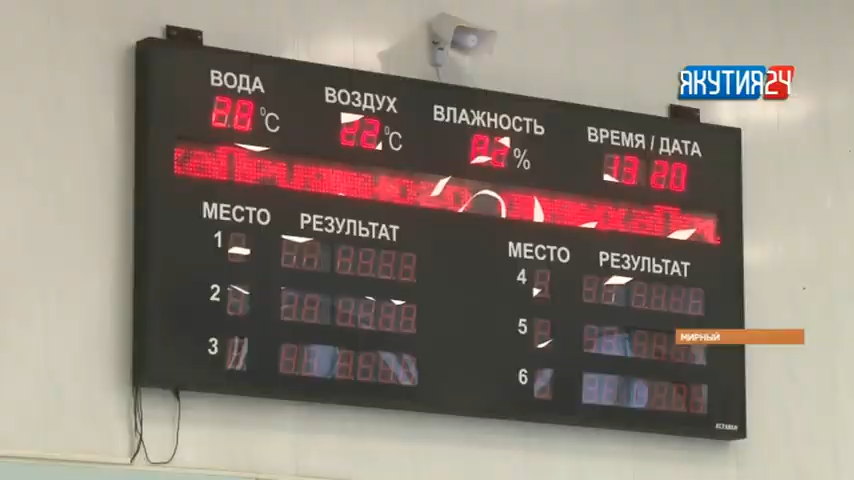 ЯКУТИЯ24
ВОДА
ВОЗДУХ
ВЛАЖНОСТЬ
ВРЕМЯ / ДАТА
28 °C
22 °C
%
13 20
МЕСТО
РЕЗУЛЬТАТ
МЕСТО
РЕЗУЛЬТАТ
1
2
3
4
5
6
МИРНЫЙ